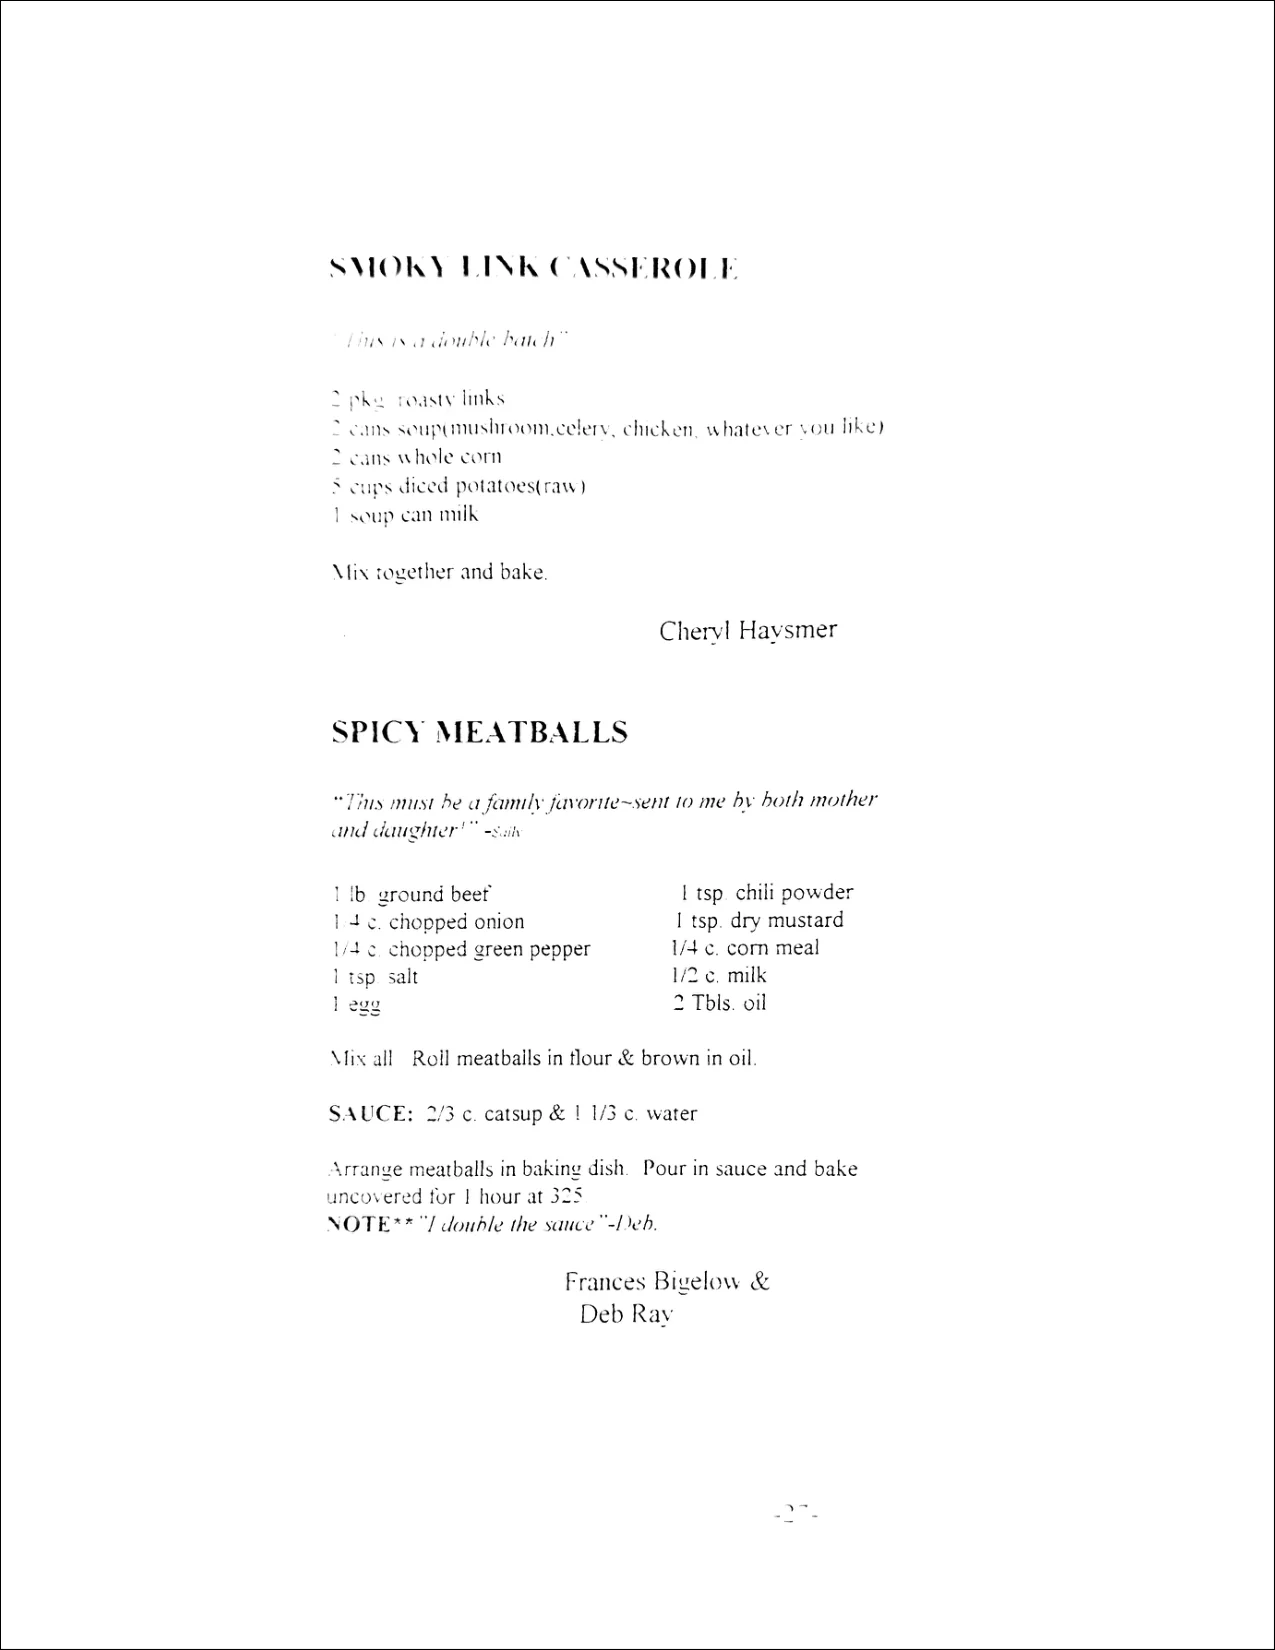 SMOKY LINK CASSEROLE
"This is a double batch"
2 pkg. roasty links
2 cans soup(mushroom,celery, chicken, whatever you like)
2 cans whole corn
5 cups diced potatoes(raw)
1 soup can milk
Mix together and bake.
Cheryl Haysmer
SPICY MEATBALLS
"This must be a family favorite~sent to me by both mother
and daughter!" -Sally
1 lb. ground beef 1 tsp. chili powder
1/4 c. chopped onion 1 tsp. dry mustard
1/4 c. chopped green pepper 1/4 c. corn meal
1 tsp. salt 1/2 c. milk
1 egg 2 Tbls. oil
Mix all. Roll meatballs in flour & brown in oil.
SAUCE: 2/3 c. catsup & 1 1/3 c. water
Arrange meatballs in baking dish. Pour in sauce and bake
uncovered for 1 hour at 325
NOTE** "I double the sauce"-Deb.
Frances Bigelow &
Deb Ray
-27-